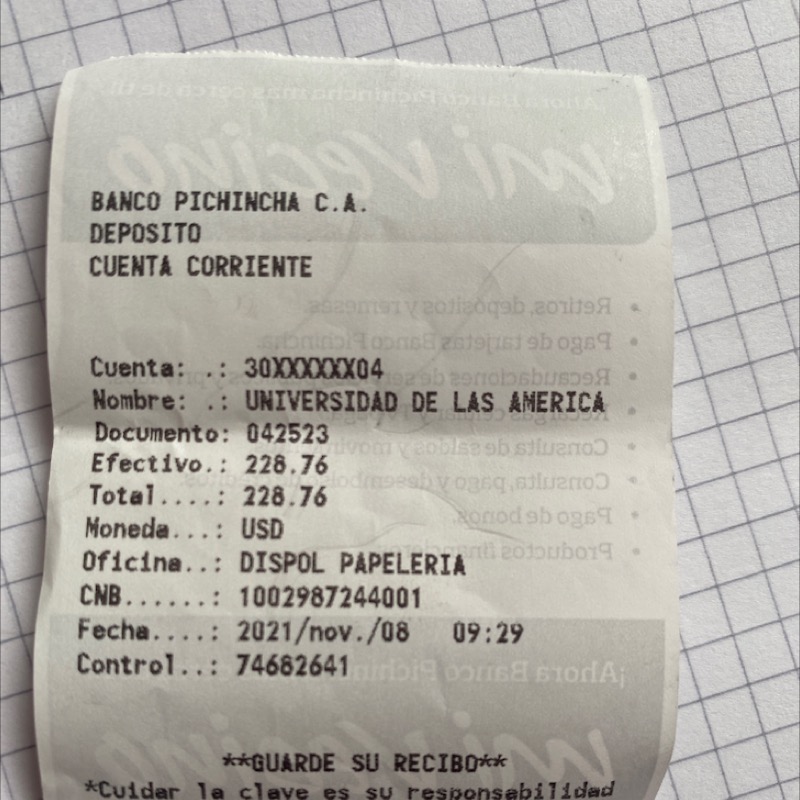 BANCO PICHINCHA C.A.
DEPOSITO
CUENTA CORRIENTE
Cuenta: .: 30XXXXXX04
Nombre: .: UNIVERSIDAD DE LAS AMERICA
Documento: 042523
Efectivo.: 228.76
Total....: 228.76
Moneda...: USD
Oficina..: DISPOL PAPELERIA
CNB......: 1002987244001
Fecha....: 2021/nov./08 09:29
Control..: 74682641
**GUARDE SU RECIBO**
*Cuidar la clave es su responsabilidad